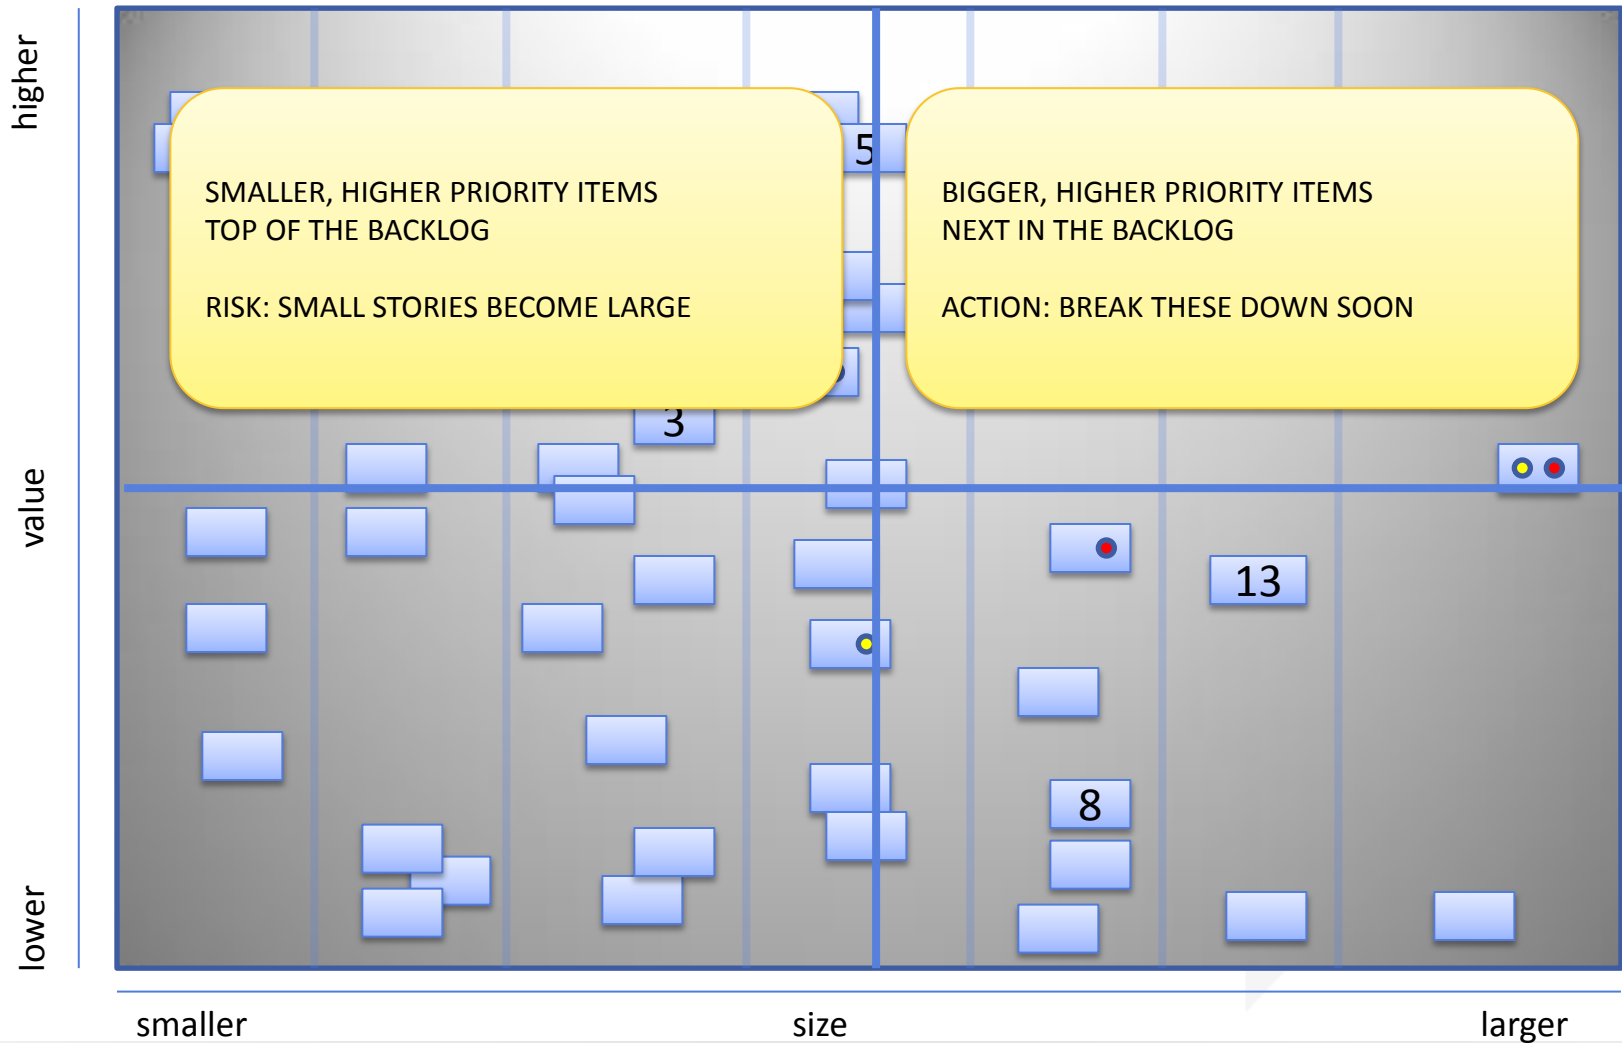 higher
5
SMALLER, HIGHER PRIORITY ITEMS
TOP OF THE BACKLOG
RISK: SMALL STORIES BECOME LARGE
BIGGER, HIGHER PRIORITY ITEMS
NEXT IN THE BACKLOG
ACTION: BREAK THESE DOWN SOON
3
value
13
8
lower
smaller
size
larger